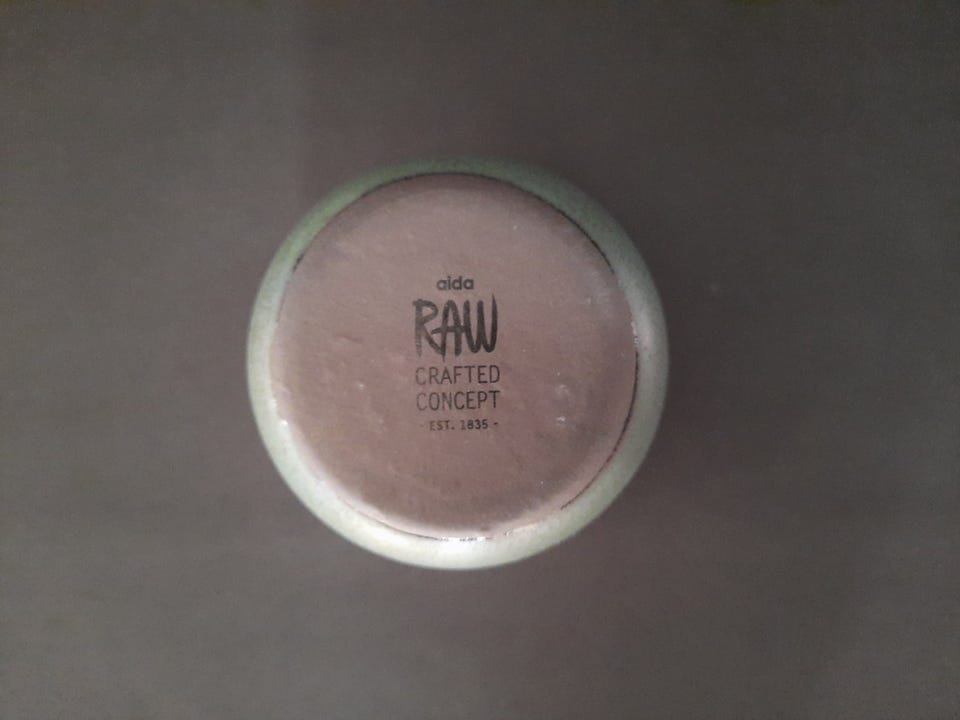 aida
RAW
CRAFTED
CONCEPT
- EST. 1835 -